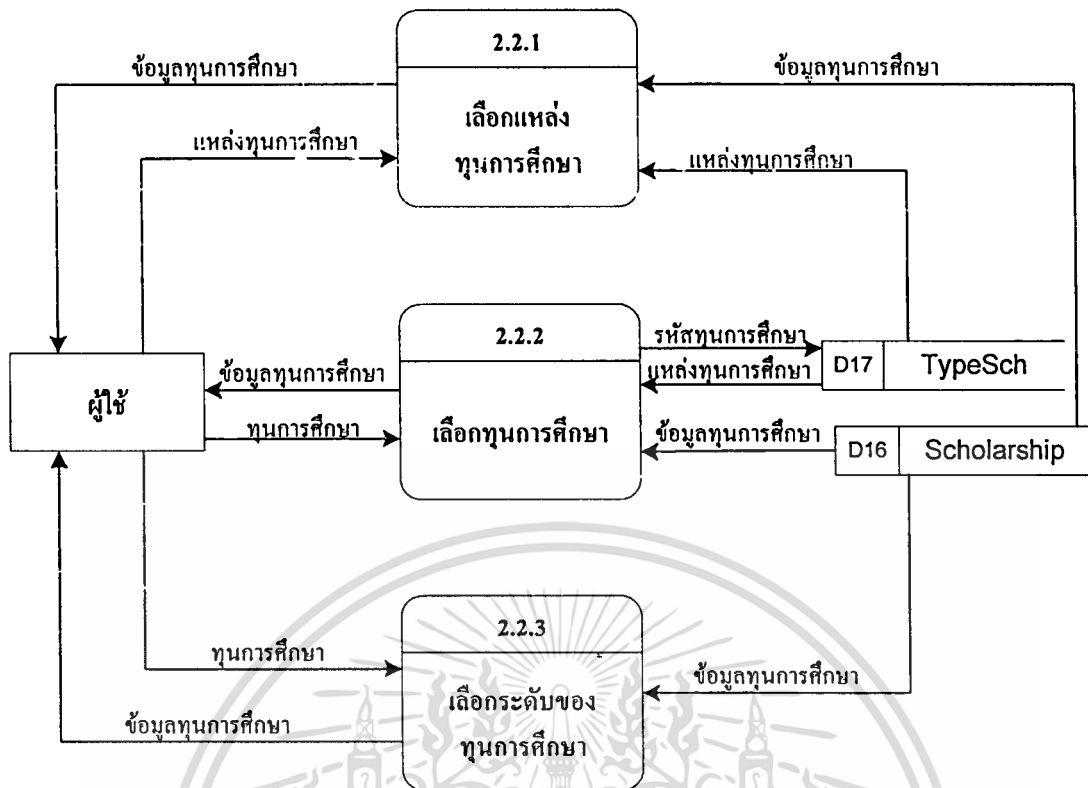 2.2.1
ข้อมูลทุนการศึกษา
ข้อมูลทุนการศึกษา
เลือกแหล่ง
ทุนการศึกษา
แหล่งทุนการศึกษา
แหล่งทุนการศึกษา
2.2.2
รหัสทุนการศึกษา
ข้อมูลทุนการศึกษา
แหล่งทุนการศึกษา
D17 TypeSch
ผู้ใช้
ทุนการศึกษา
เลือกทุนการศึกษา
ข้อมูลทุนการศึกษา
D16 Scholarship
2.2.3
ทุนการศึกษา
ข้อมูลทุนการศึกษา
เลือกระดับของ
ทุนการศึกษา
ข้อมูลทุนการศึกษา